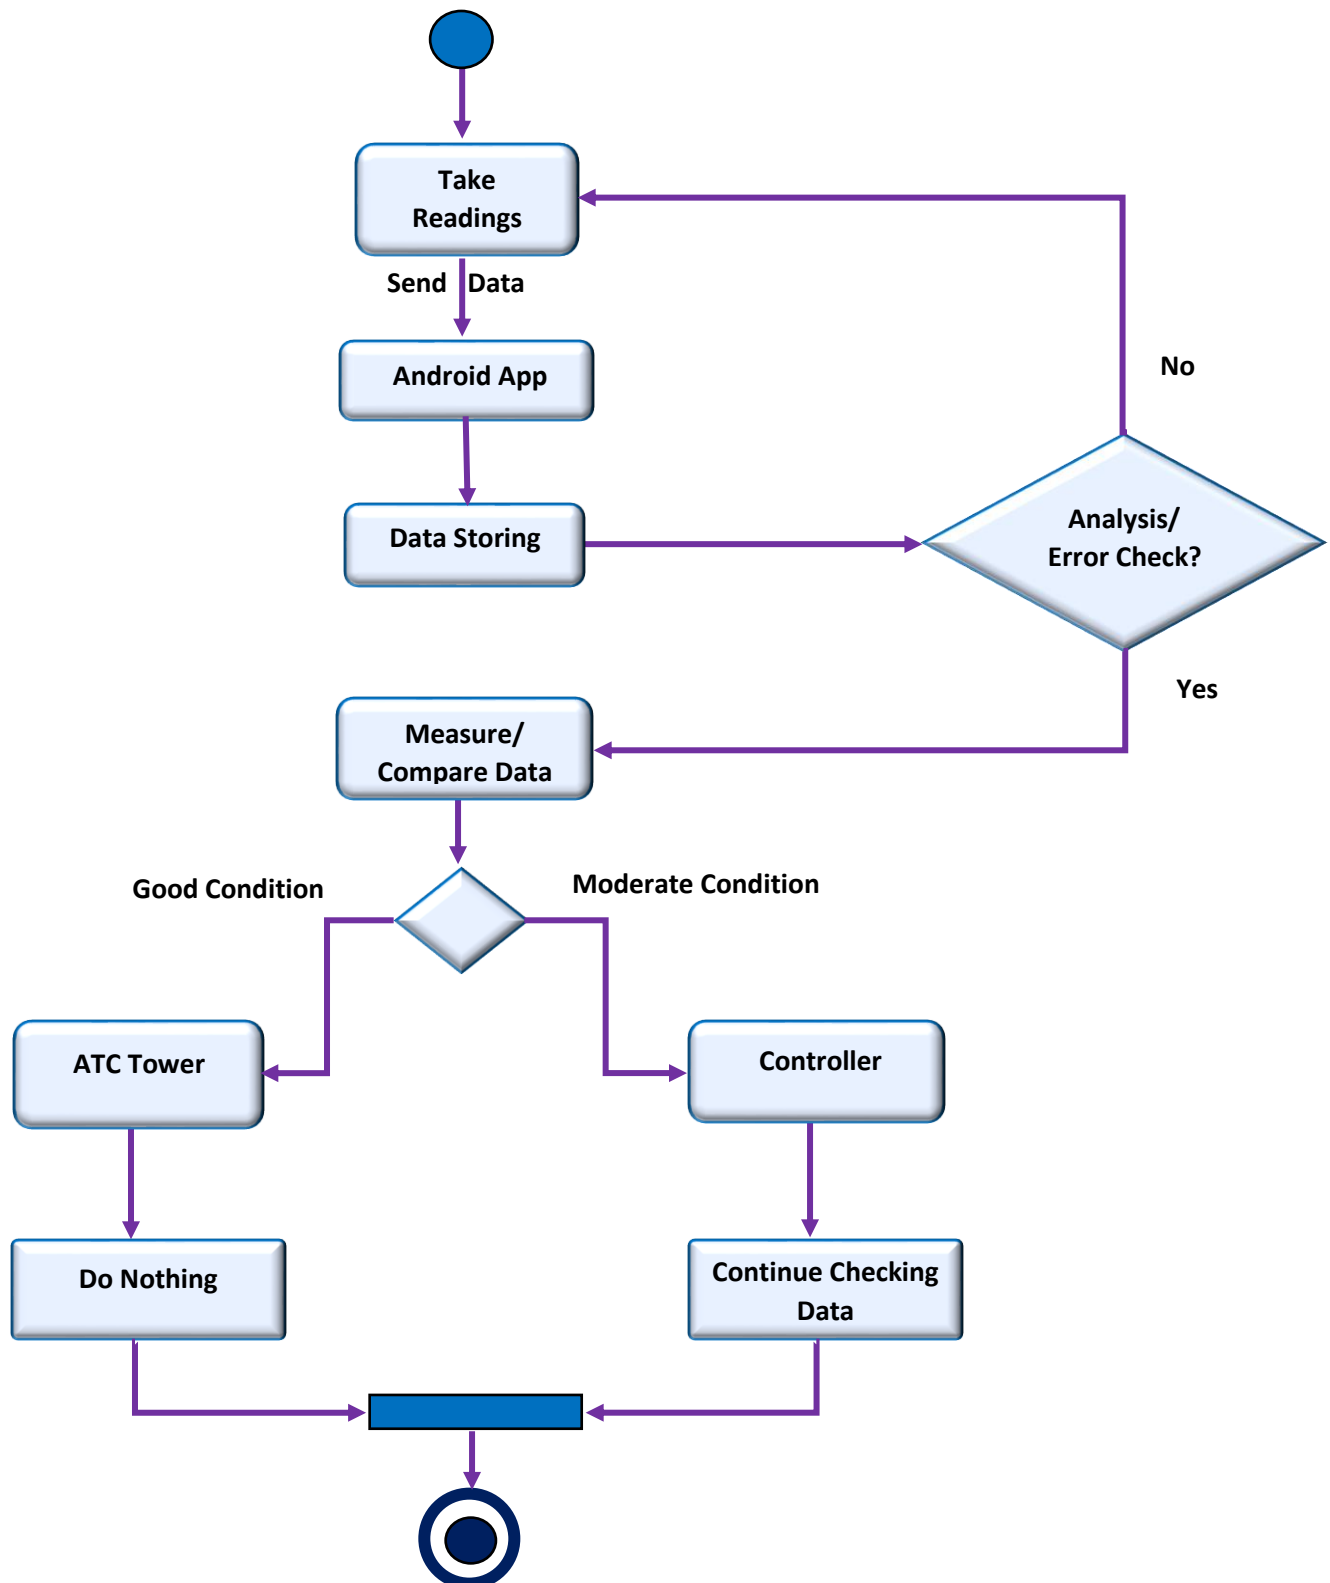 Take
Readings
Send Data
Android App
No
Analysis/
Error Check?
Data Storing
Yes
Measure/
Compare Data
Good Condition
Moderate Condition
ATC Tower
Controller
Do Nothing
Continue Checking
Data